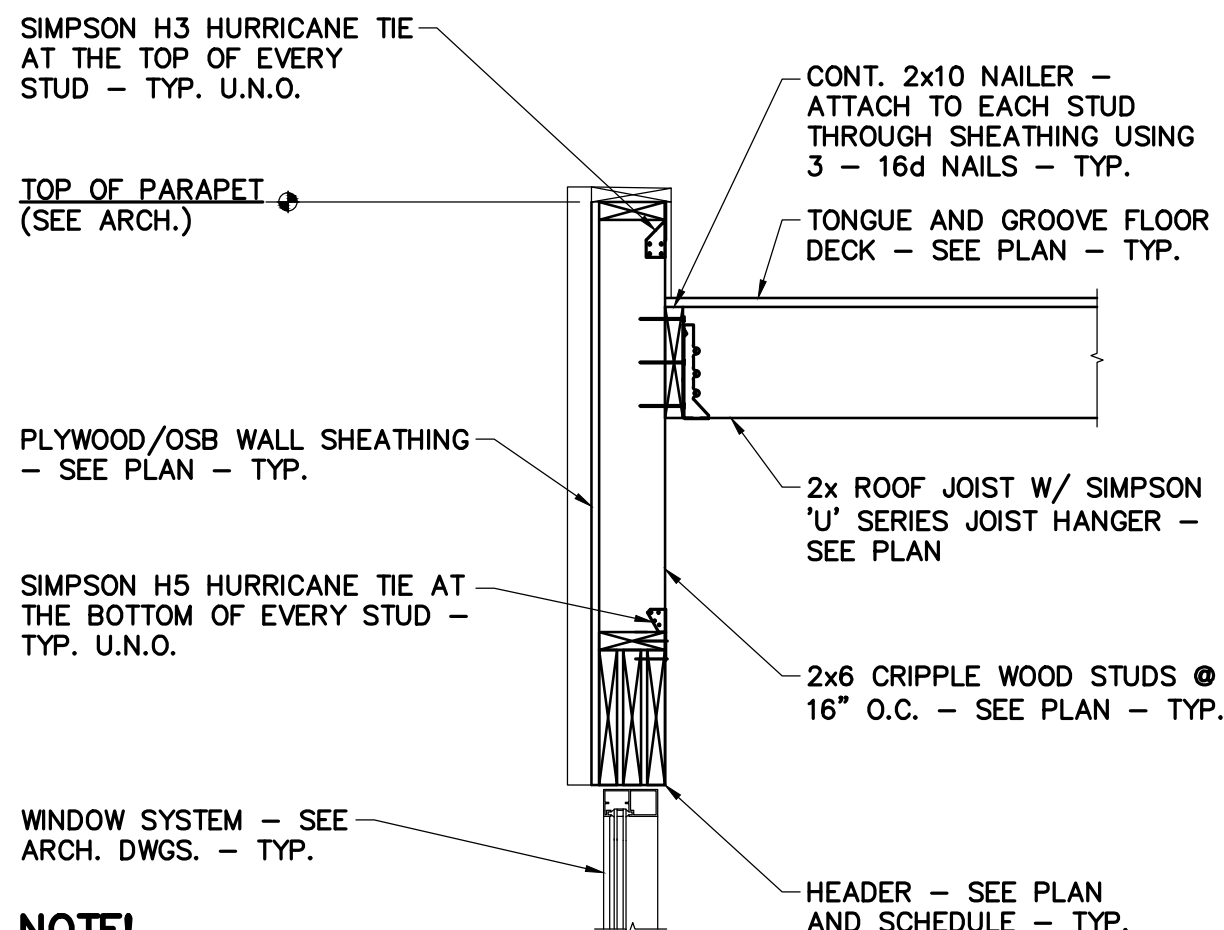 SIMPSON H3 HURRICANE TIE
AT THE TOP OF EVERY
STUD – TYP. U.N.O.
TOP OF PARAPET
(SEE ARCH.)
PLYWOOD/OSB WALL SHEATHING
– SEE PLAN – TYP.
SIMPSON H5 HURRICANE TIE AT
THE BOTTOM OF EVERY STUD –
TYP. U.N.O.
WINDOW SYSTEM – SEE
ARCH. DWGS. – TYP.
NOTE!
CONT. 2x10 NAILER –
ATTACH TO EACH STUD
THROUGH SHEATHING USING
3 – 16d NAILS – TYP.
TONGUE AND GROOVE FLOOR
DECK – SEE PLAN – TYP.
2x ROOF JOIST W/ SIMPSON
'U' SERIES JOIST HANGER –
SEE PLAN
2x6 CRIPPLE WOOD STUDS @
16" O.C. – SEE PLAN – TYP.
HEADER – SEE PLAN
AND SCHEDULE – TYP.